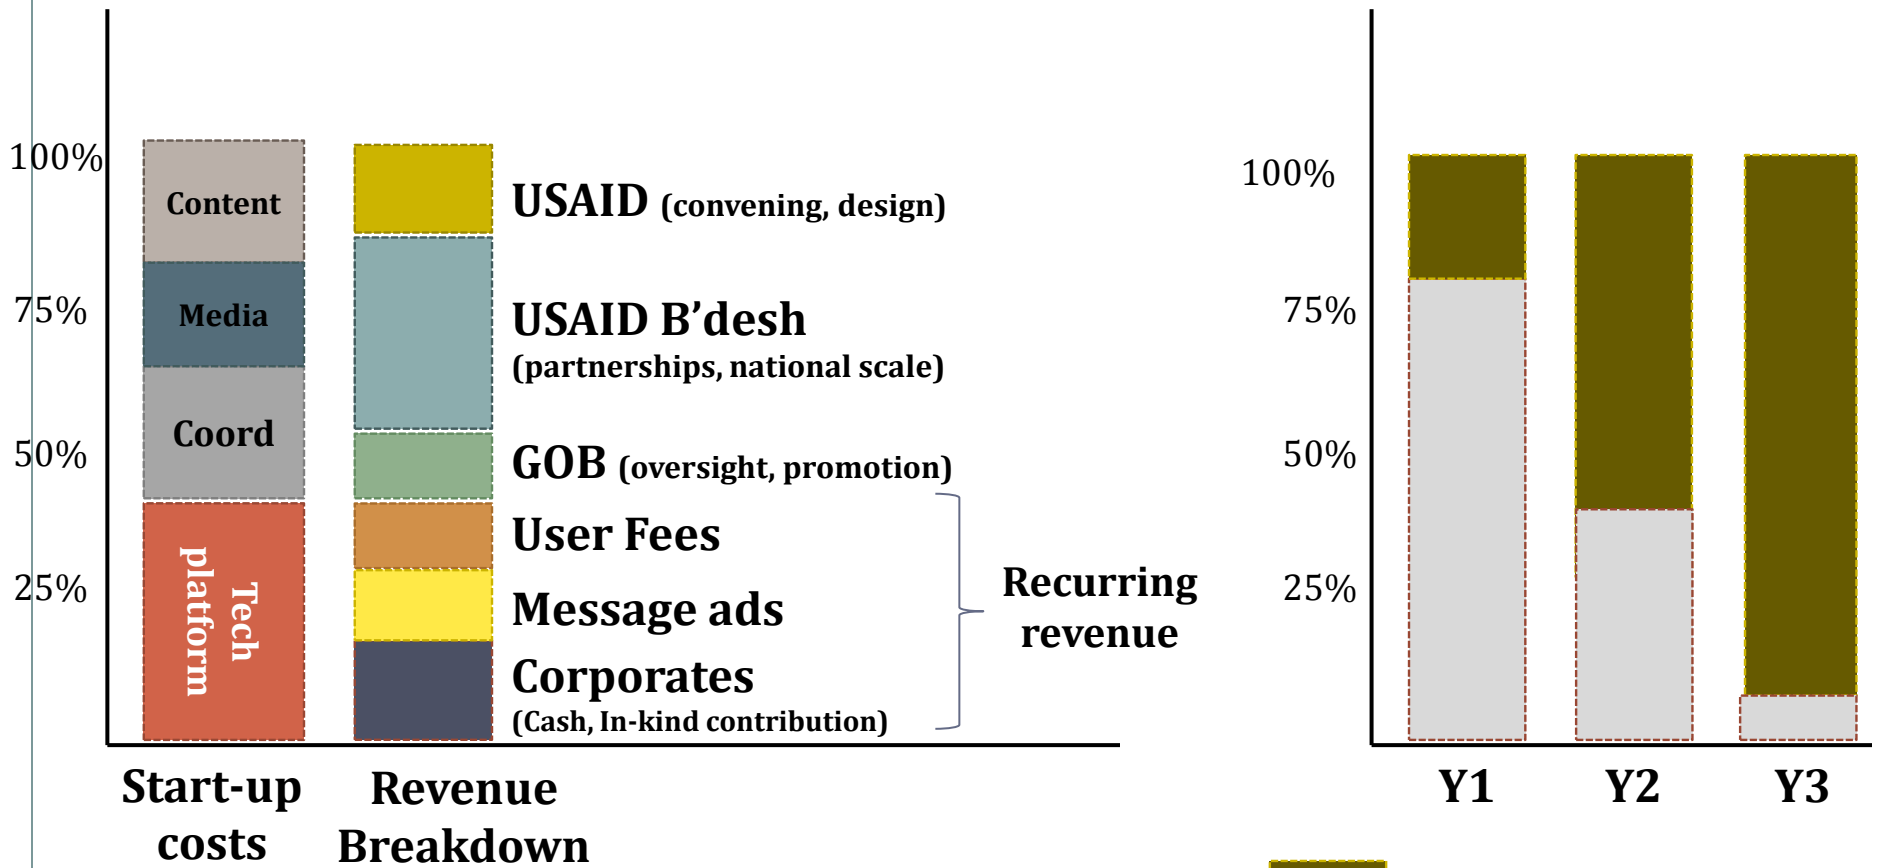 100%
75%
50%
25%
Content
Media
Coord
Tech
platform
USAID (convening, design)
USAID B’desh
(partnerships, national scale)
GOB (oversight, promotion)
User Fees
Message ads
Corporates
(Cash, In-kind contribution)
Recurring
revenue
Start-up
costs
Revenue
Breakdown
100%
75%
50%
25%
Y1
Y2
Y3